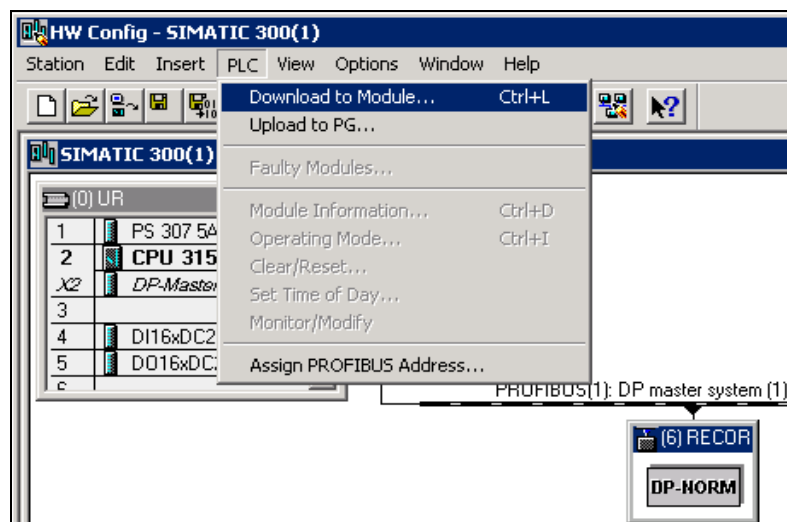 HW Config - SIMATIC 300(1)
Station Edit Insert PLC View Options Window Help
Download to Module... Ctrl+L
Upload to PG...
SIMATIC 300(1)
Faulty Modules...
(0) UR
Module Information... Ctrl+D
1 PS 307 5A
Operating Mode... Ctrl+I
2 CPU 315
Clear/Reset...
X2 DP-Master
Set Time of Day...
3
Monitor/Modify
4 DI16xDC2
5 DO16xDC
Assign PROFIBUS Address...
PROFIBUS(1): DP master system (1)
(6) RECOR
DP-NORM